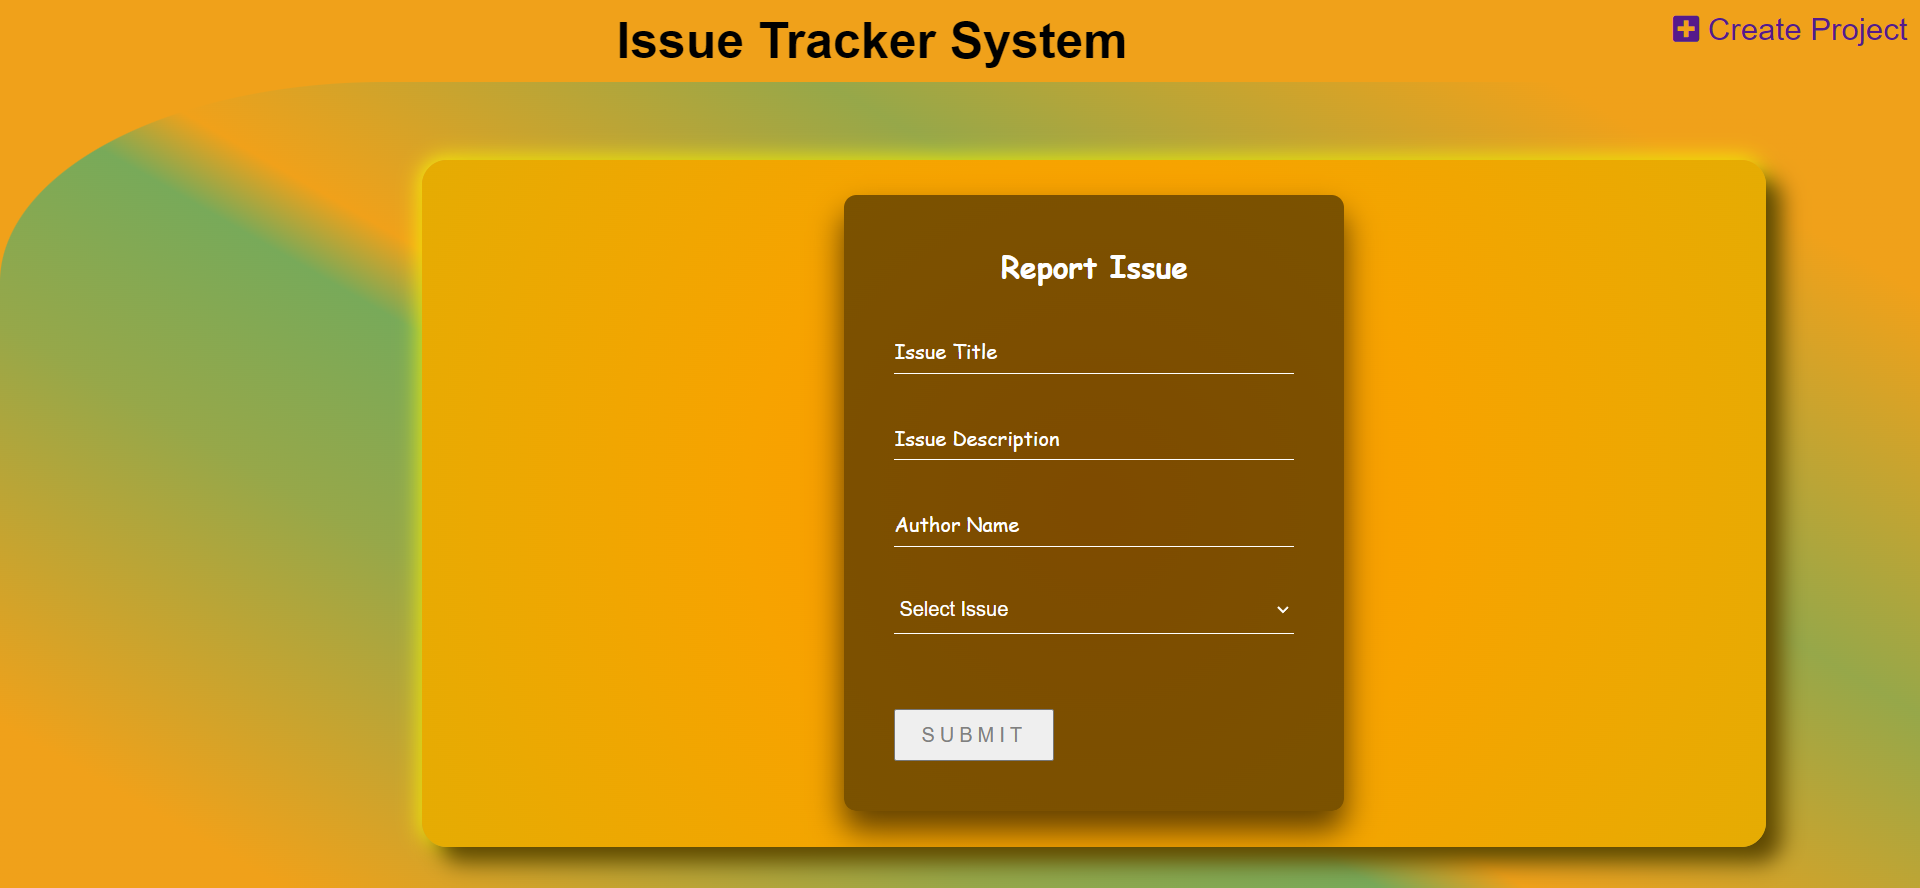 Issue Tracker System
Create Project
Report Issue
Issue Title
Issue Description
Author Name
Select Issue
SUBMIT